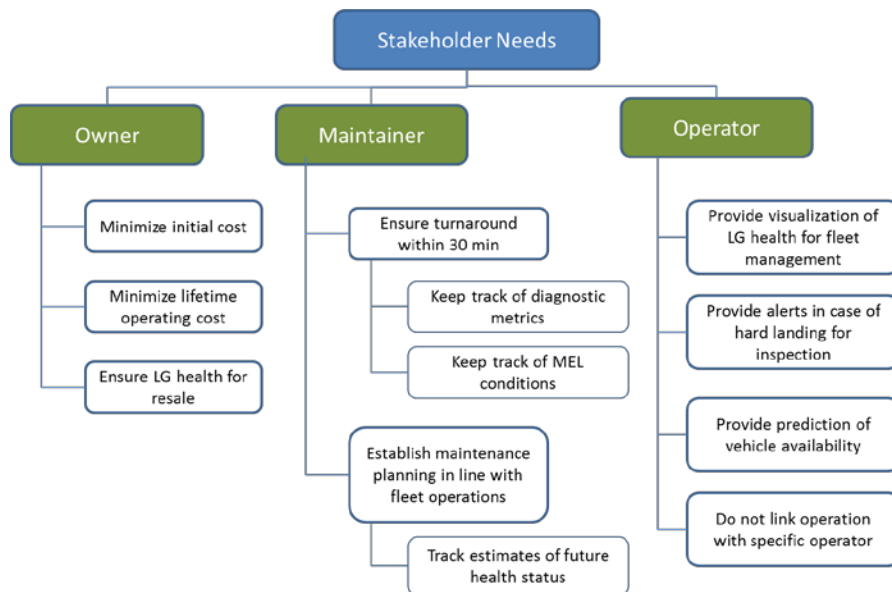 Stakeholder Needs
Owner
Minimize initial cost
Minimize lifetime
operating cost
Ensure LG health for
resale
Maintainer
Ensure turnaround
within 30 min
Keep track of diagnostic
metrics
Keep track of MEL
conditions
Establish maintenance
planning in line with
fleet operations
Track estimates of future
health status
Operator
Provide visualization of
LG health for fleet
management
Provide alerts in case of
hard landing for
inspection
Provide prediction of
vehicle availability
Do not link operation
with specific operator